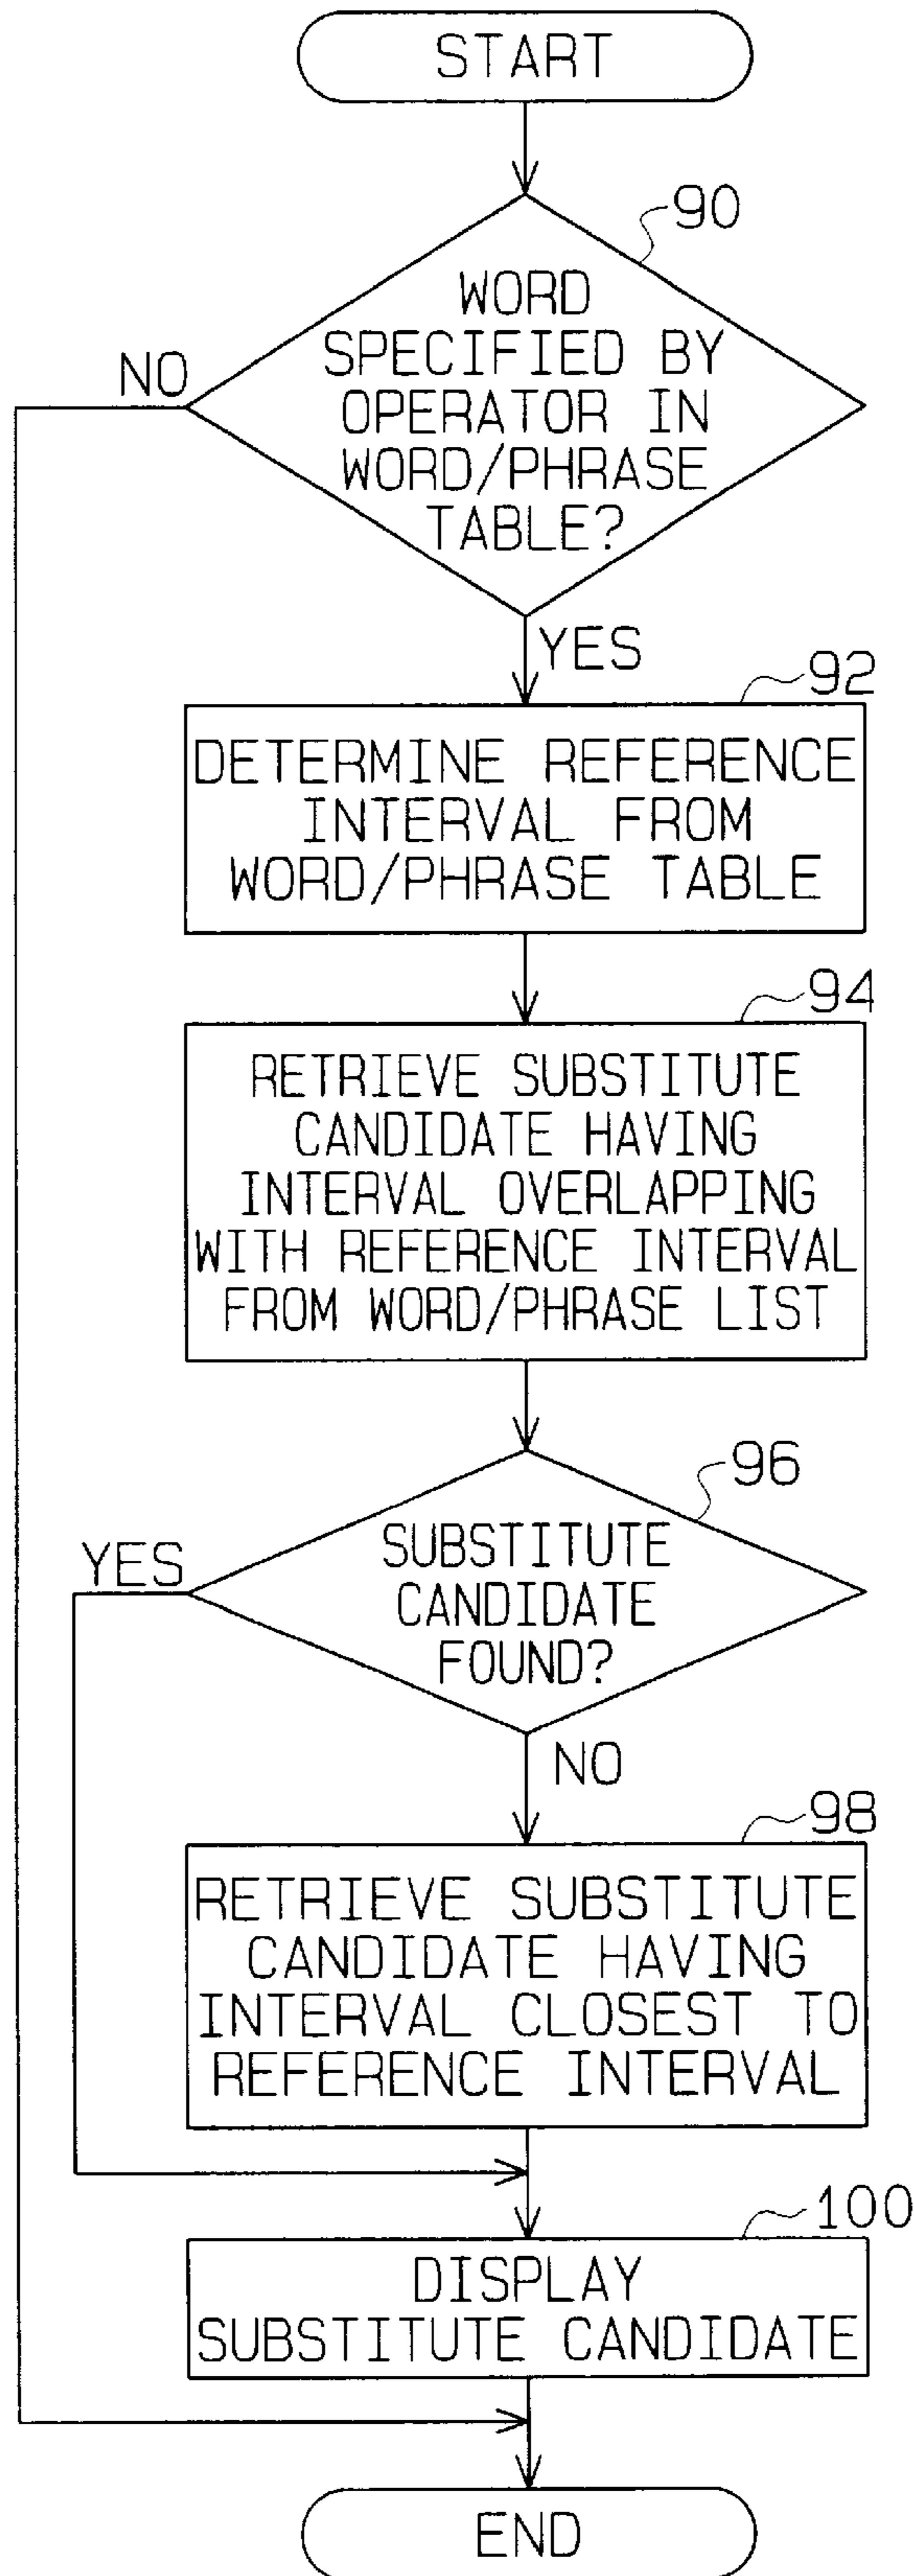 START
90
WORD
SPECIFIED BY
OPERATOR IN
WORD/PHRASE
TABLE?
NO
YES
92
DETERMINE REFERENCE
INTERVAL FROM
WORD/PHRASE TABLE
94
RETRIEVE SUBSTITUTE
CANDIDATE HAVING
INTERVAL OVERLAPPING
WITH REFERENCE INTERVAL
FROM WORD/PHRASE LIST
96
SUBSTITUTE
CANDIDATE
FOUND?
YES
NO
98
RETRIEVE SUBSTITUTE
CANDIDATE HAVING
INTERVAL CLOSEST TO
REFERENCE INTERVAL
100
DISPLAY
SUBSTITUTE CANDIDATE
END